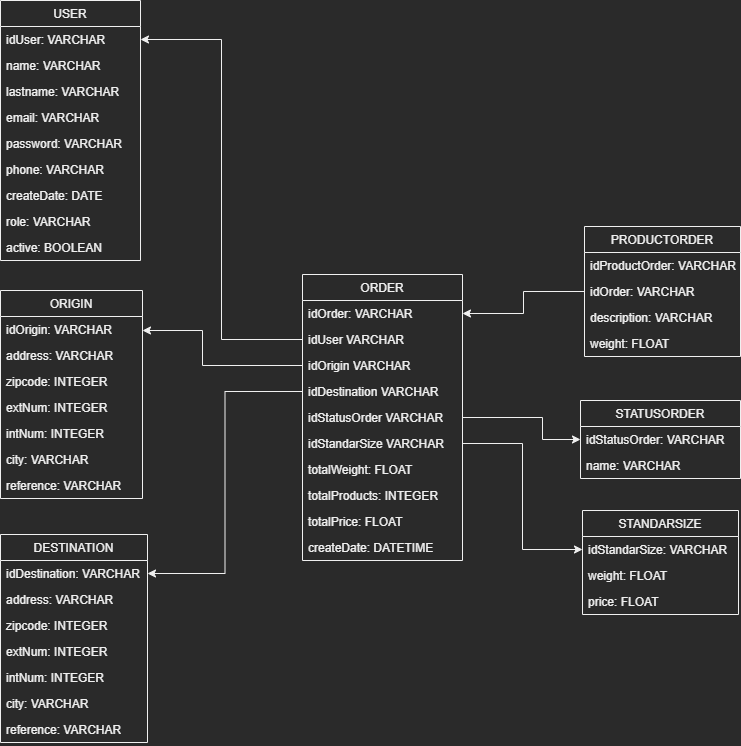 USER
idUser: VARCHAR
name: VARCHAR
lastname: VARCHAR
email: VARCHAR
password: VARCHAR
phone: VARCHAR
createDate: DATE
role: VARCHAR
active: BOOLEAN
ORIGIN
idOrigin: VARCHAR
address: VARCHAR
zipcode: INTEGER
extNum: INTEGER
intNum: INTEGER
city: VARCHAR
reference: VARCHAR
DESTINATION
idDestination: VARCHAR
address: VARCHAR
zipcode: INTEGER
extNum: INTEGER
intNum: INTEGER
city: VARCHAR
reference: VARCHAR
ORDER
idOrder: VARCHAR
idUser VARCHAR
idOrigin VARCHAR
idDestination VARCHAR
idStatusOrder VARCHAR
idStandarSize VARCHAR
totalWeight: FLOAT
totalProducts: INTEGER
totalPrice: FLOAT
createDate: DATETIME
PRODUCTORDER
idProductOrder: VARCHAR
idOrder: VARCHAR
description: VARCHAR
weight: FLOAT
STATUSORDER
idStatusOrder: VARCHAR
name: VARCHAR
STANDARSIZE
idStandarSize: VARCHAR
weight: FLOAT
price: FLOAT